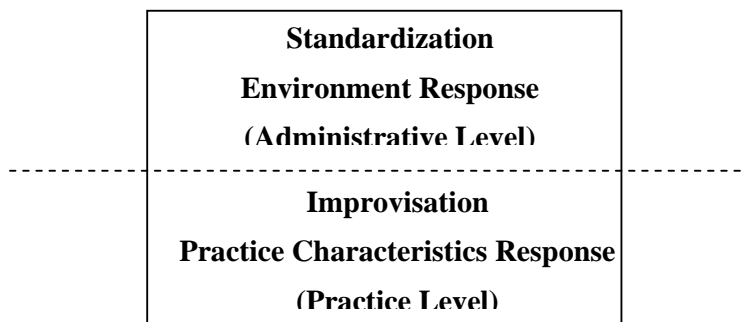 Standardization
Environment Response
(Administrative Level)
Improvisation
Practice Characteristics Response
(Practice Level)